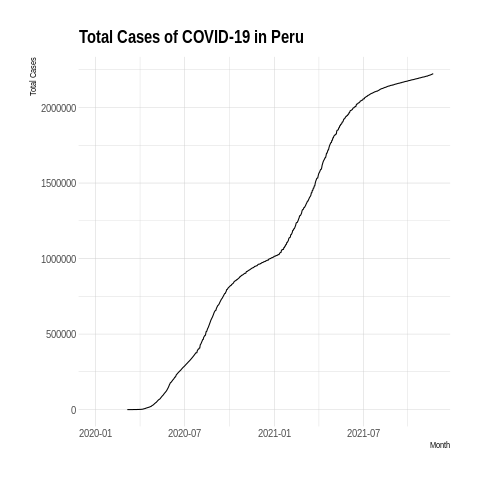 Total Cases of COVID-19 in Peru
Total Cases
2000000
1500000
1000000
500000
0
2020-01 2020-07 2021-01 2021-07
Month